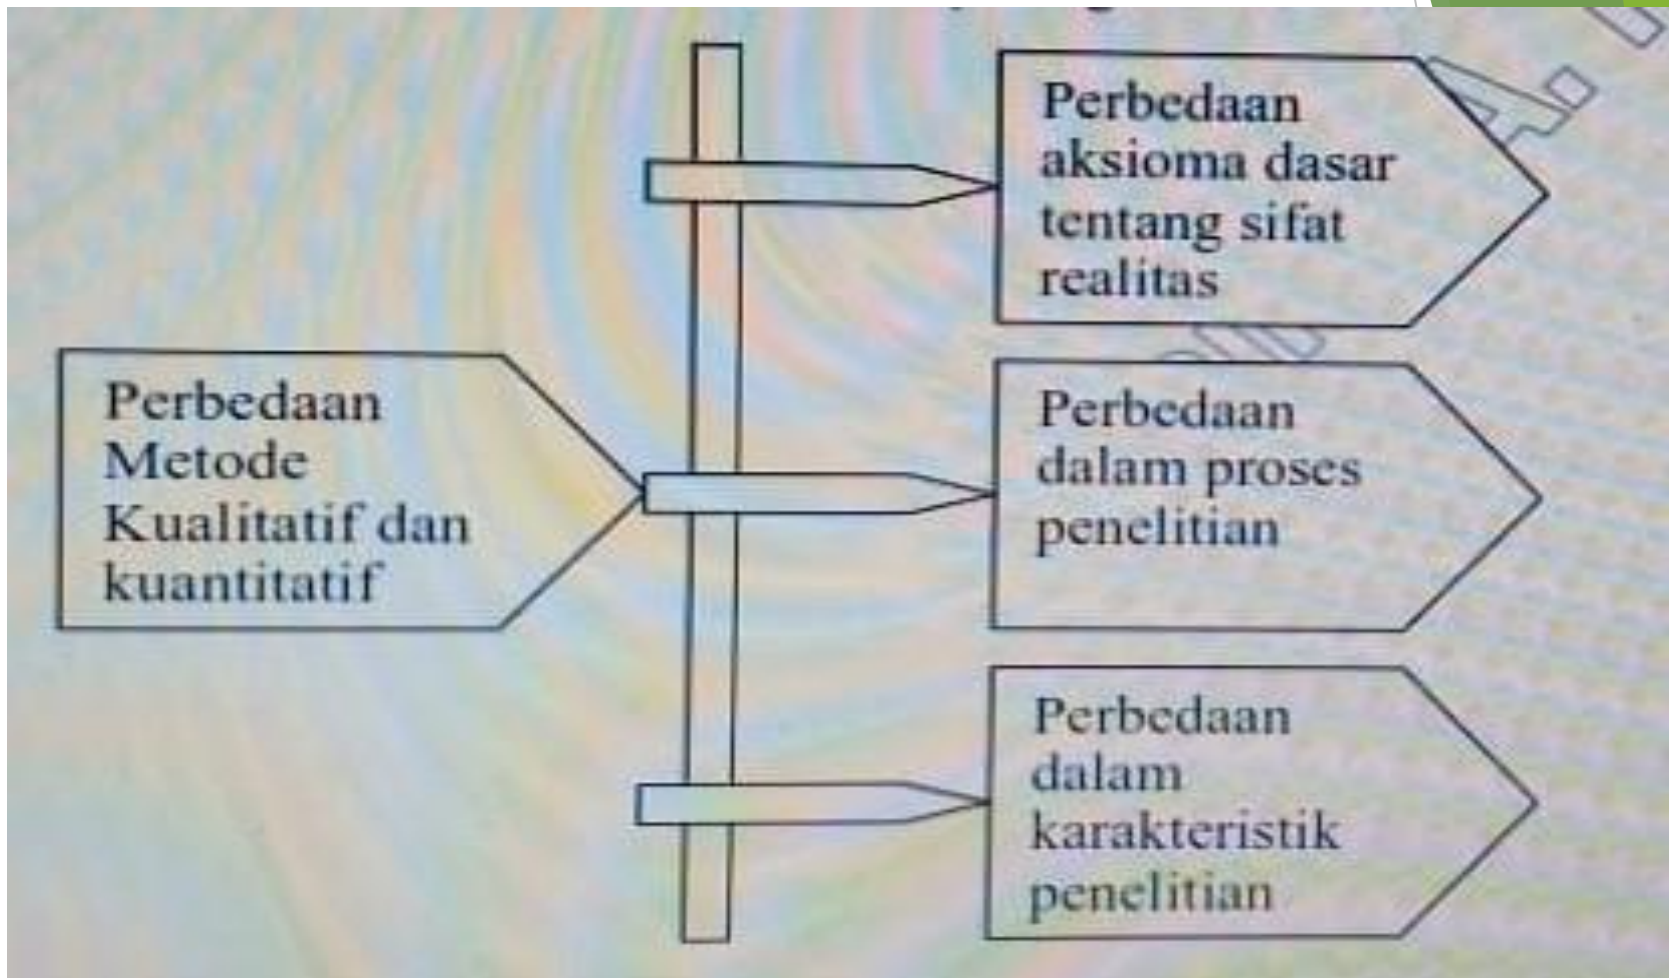 Perbedaan
Metode
Kualitatif dan
kuantitatif
Perbedaan
aksioma dasar
tentang sifat
realitas
Perbedaan
dalam proses
penelitian
Perbedaan
dalam
karakteristik
penelitian